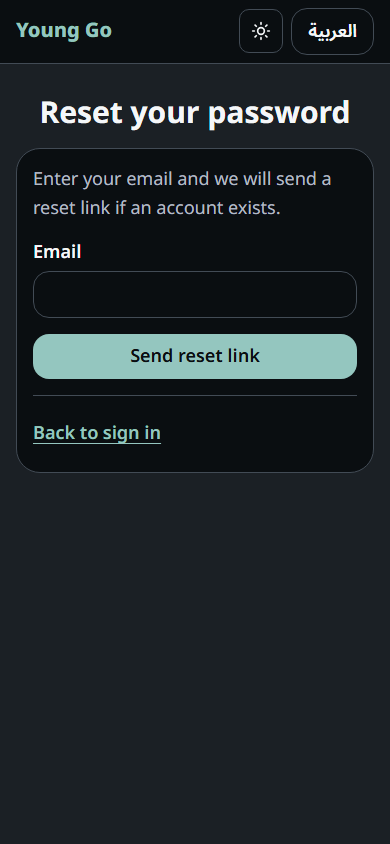 Young Go
العربية
Reset your password
Enter your email and we will send a
reset link if an account exists.
Email
Send reset link
Back to sign in